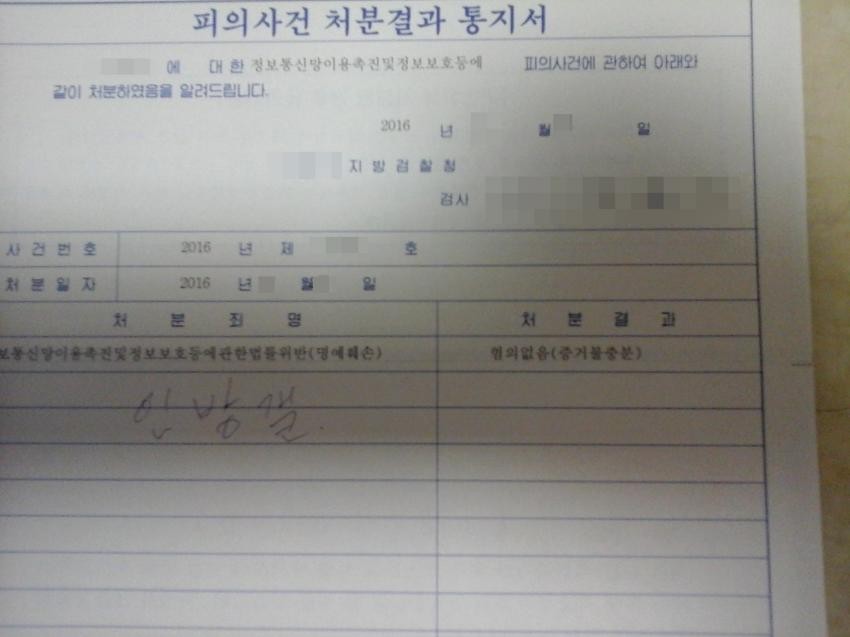 피의사건 처분결과 통지서
에 대한 정보통신망이용촉진및정보보호등에 피의사건에 관하여 아래와
같이 처분하였음을 알려드립니다.
2016 년 월 일
지방검찰청
검사
사건번호 2016 년 제 호
처분일자 2016 년 월 일
처분죄명 처분결과
보통신망이용촉진및정보보호등에관한법률위반(명예훼손) 혐의없음(증거불충분)
인방갤.